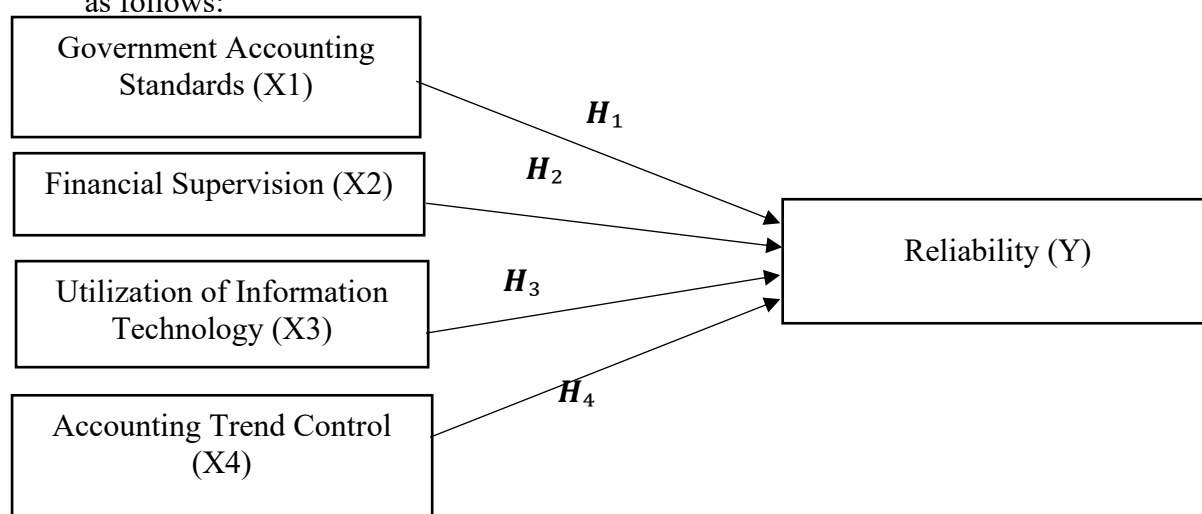 as follows:
Government Accounting
Standards (X1)
H₁
Financial Supervision (X2)
H₂
Reliability (Y)
Utilization of Information
Technology (X3)
H₃
Accounting Trend Control
(X4)
H₄